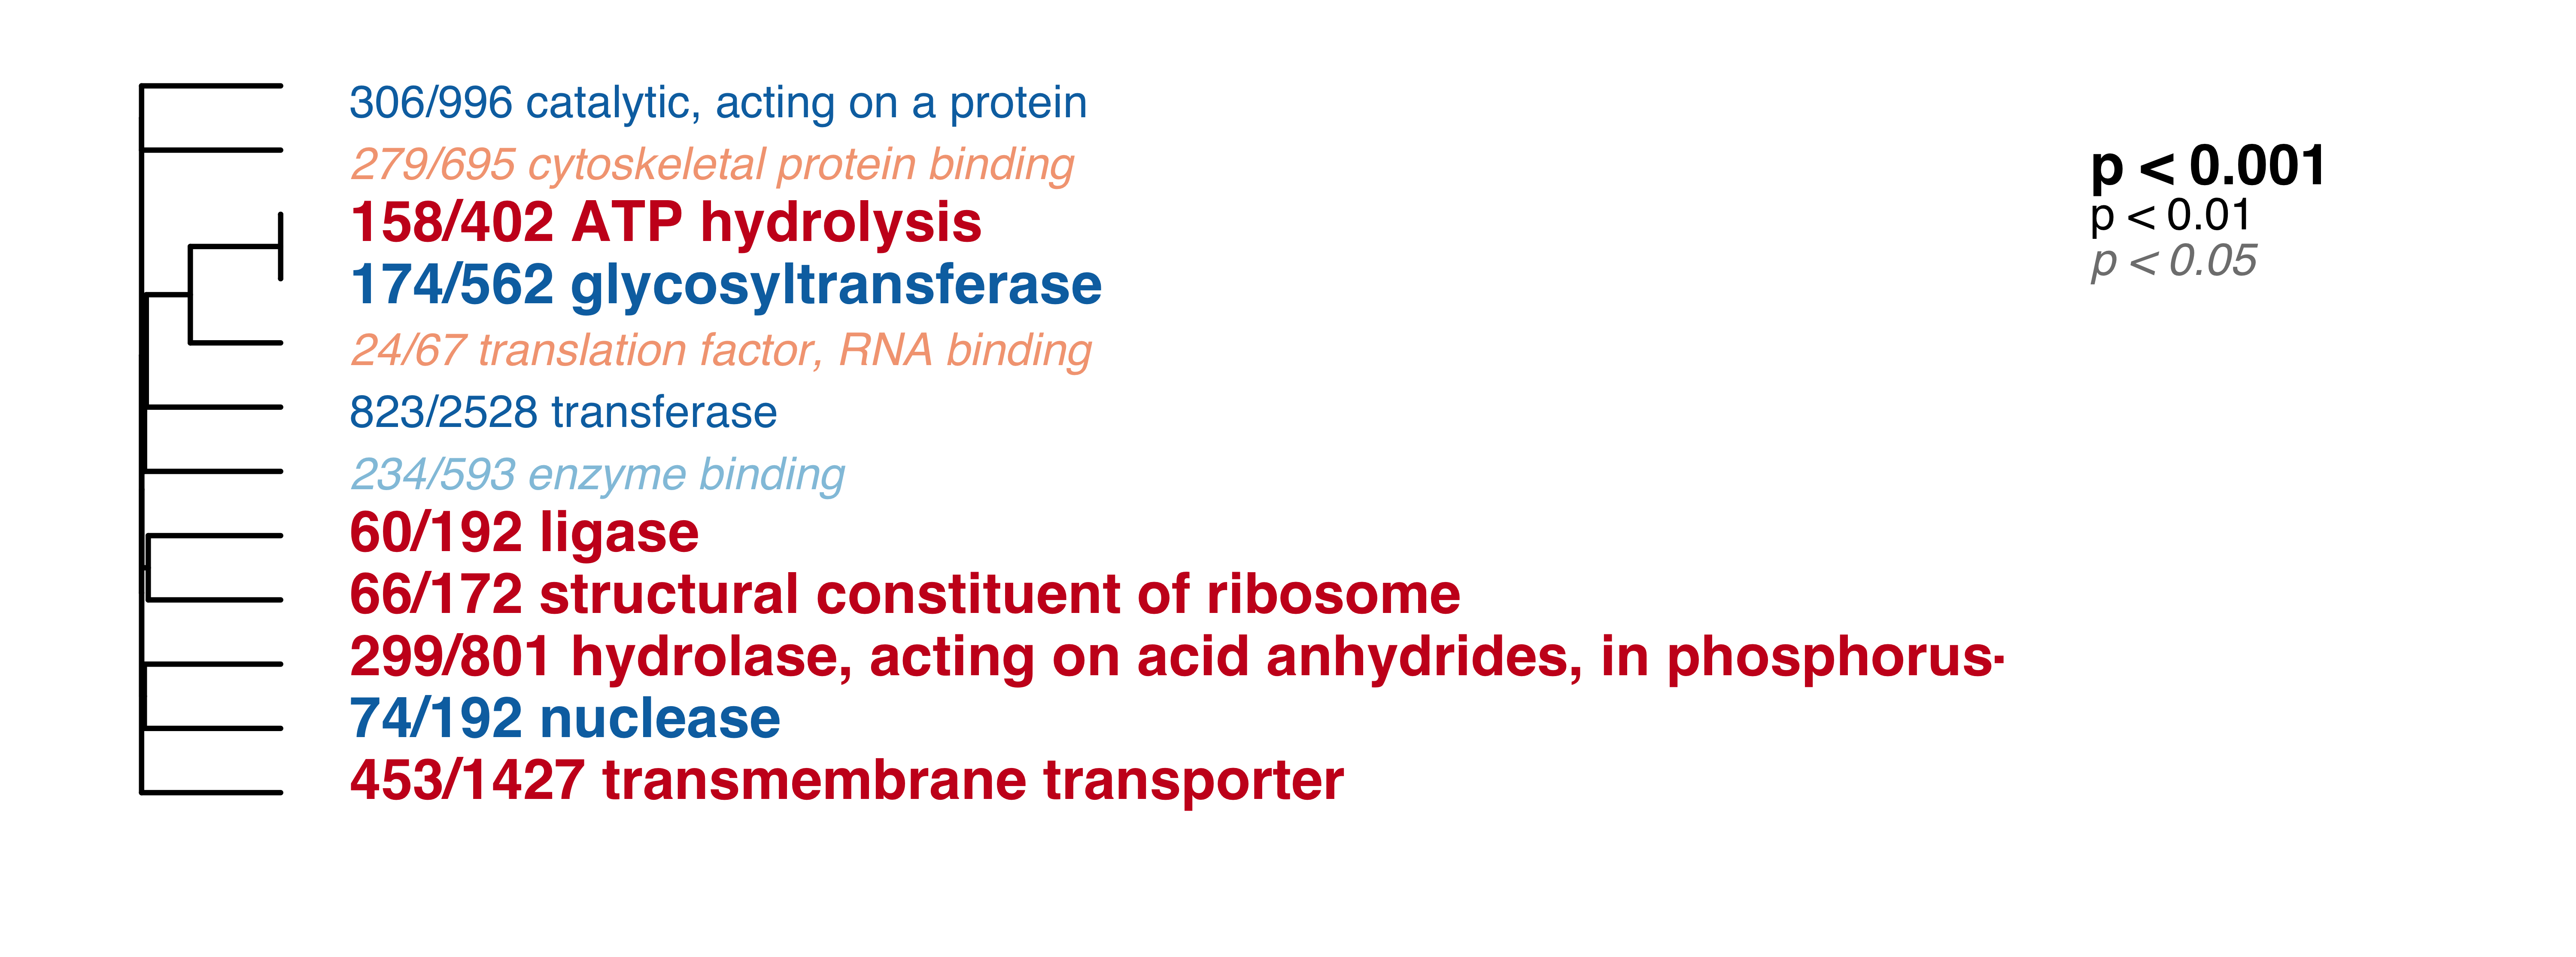 306/996 catalytic, acting on a protein
279/695 cytoskeletal protein binding
158/402 ATP hydrolysis
174/562 glycosyltransferase
24/67 translation factor, RNA binding
823/2528 transferase
234/593 enzyme binding
60/192 ligase
66/172 structural constituent of ribosome
299/801 hydrolase, acting on acid anhydrides, in phosphorus-
74/192 nuclease
453/1427 transmembrane transporter
p < 0.001
p < 0.01
p < 0.05